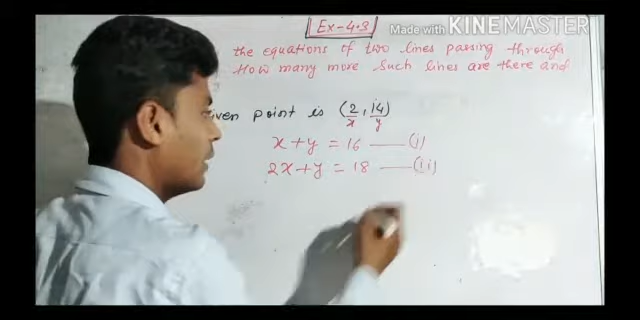 Ex-4.3
Made with KINEMASTER
the equations of two lines passing through
How many more such lines are there and
iven point is (2, 14)
x y
x + y = 16 —— (i)
2x + y = 18 —— (ii)